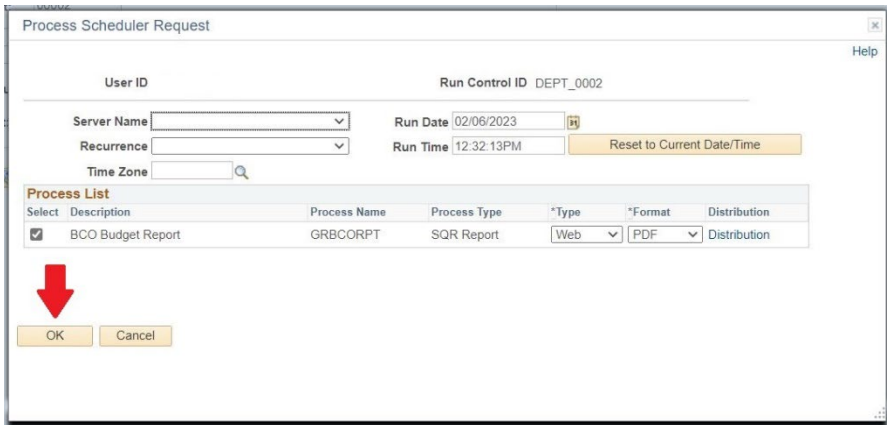 00002
Process Scheduler Request
Help
User ID Run Control ID DEPT_0002
Server Name Run Date 02/06/2023
Recurrence Run Time 12:32:13PM Reset to Current Date/Time
Time Zone
Process List
Select Description Process Name Process Type *Type *Format Distribution
BCO Budget Report GRBCORPT SQR Report Web PDF Distribution
OK Cancel